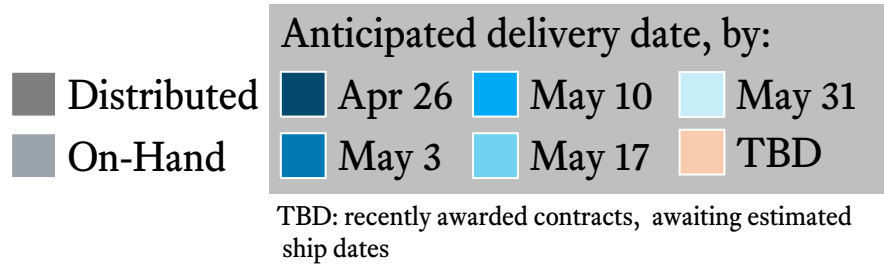 Anticipated delivery date, by:
Distributed Apr 26 May 10 May 31
On-Hand May 3 May 17 TBD
TBD: recently awarded contracts, awaiting estimated
ship dates